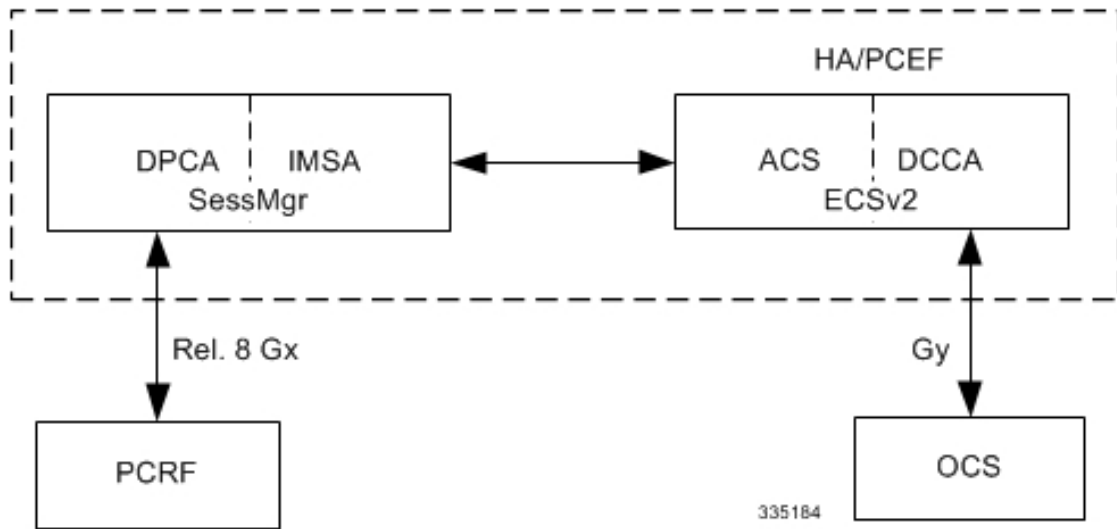 HA/PCEF
DPCA IMSA
SessMgr
ACS DCCA
ECSv2
Rel. 8 Gx
Gy
PCRF
OCS
335184